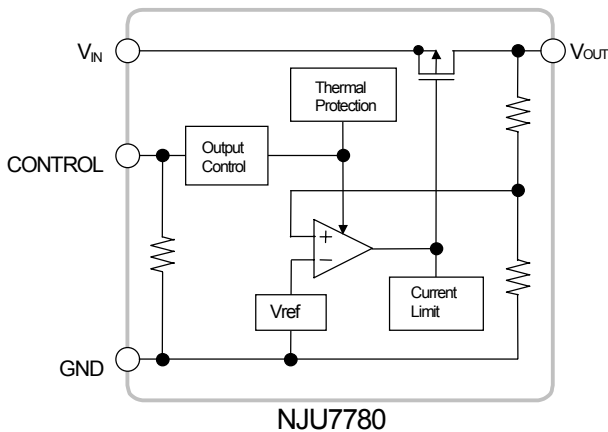 VIN
VOUT
Thermal
Protection
CONTROL
Output
Control
+
−
Vref
Current
Limit
GND
NJU7780